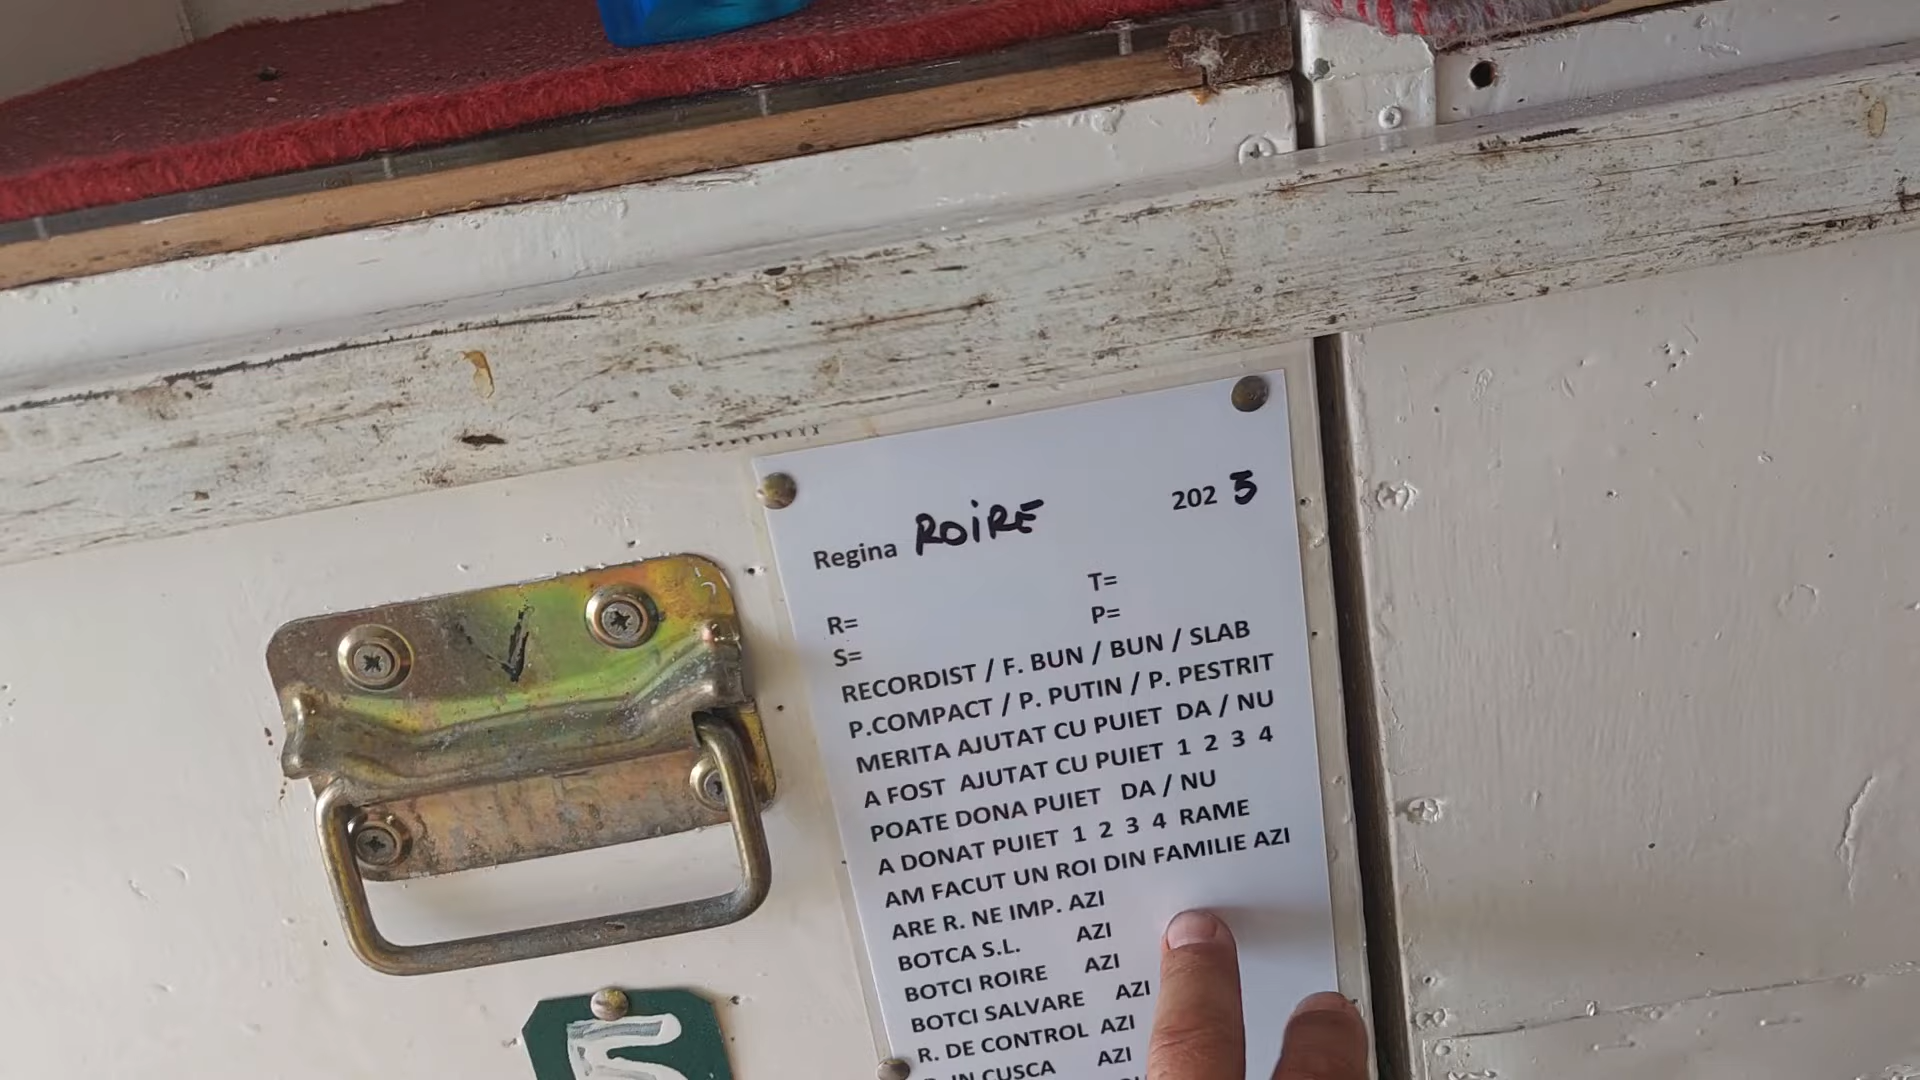 Regina ROiRE 202 5
R= T=
S= P=
RECORDIST / F. BUN / BUN / SLAB
P.COMPACT / P. PUTIN / P. PESTRIT
MERITA AJUTAT CU PUIET DA / NU
A FOST AJUTAT CU PUIET 1 2 3 4
POATE DONA PUIET DA / NU
A DONAT PUIET 1 2 3 4 RAME
AM FACUT UN ROI DIN FAMILIE AZI
ARE R. NE IMP. AZI
BOTCA S.L. AZI
BOTCI ROIRE AZI
BOTCI SALVARE AZI
R. DE CONTROL AZI
IN CUSCA AZI
5